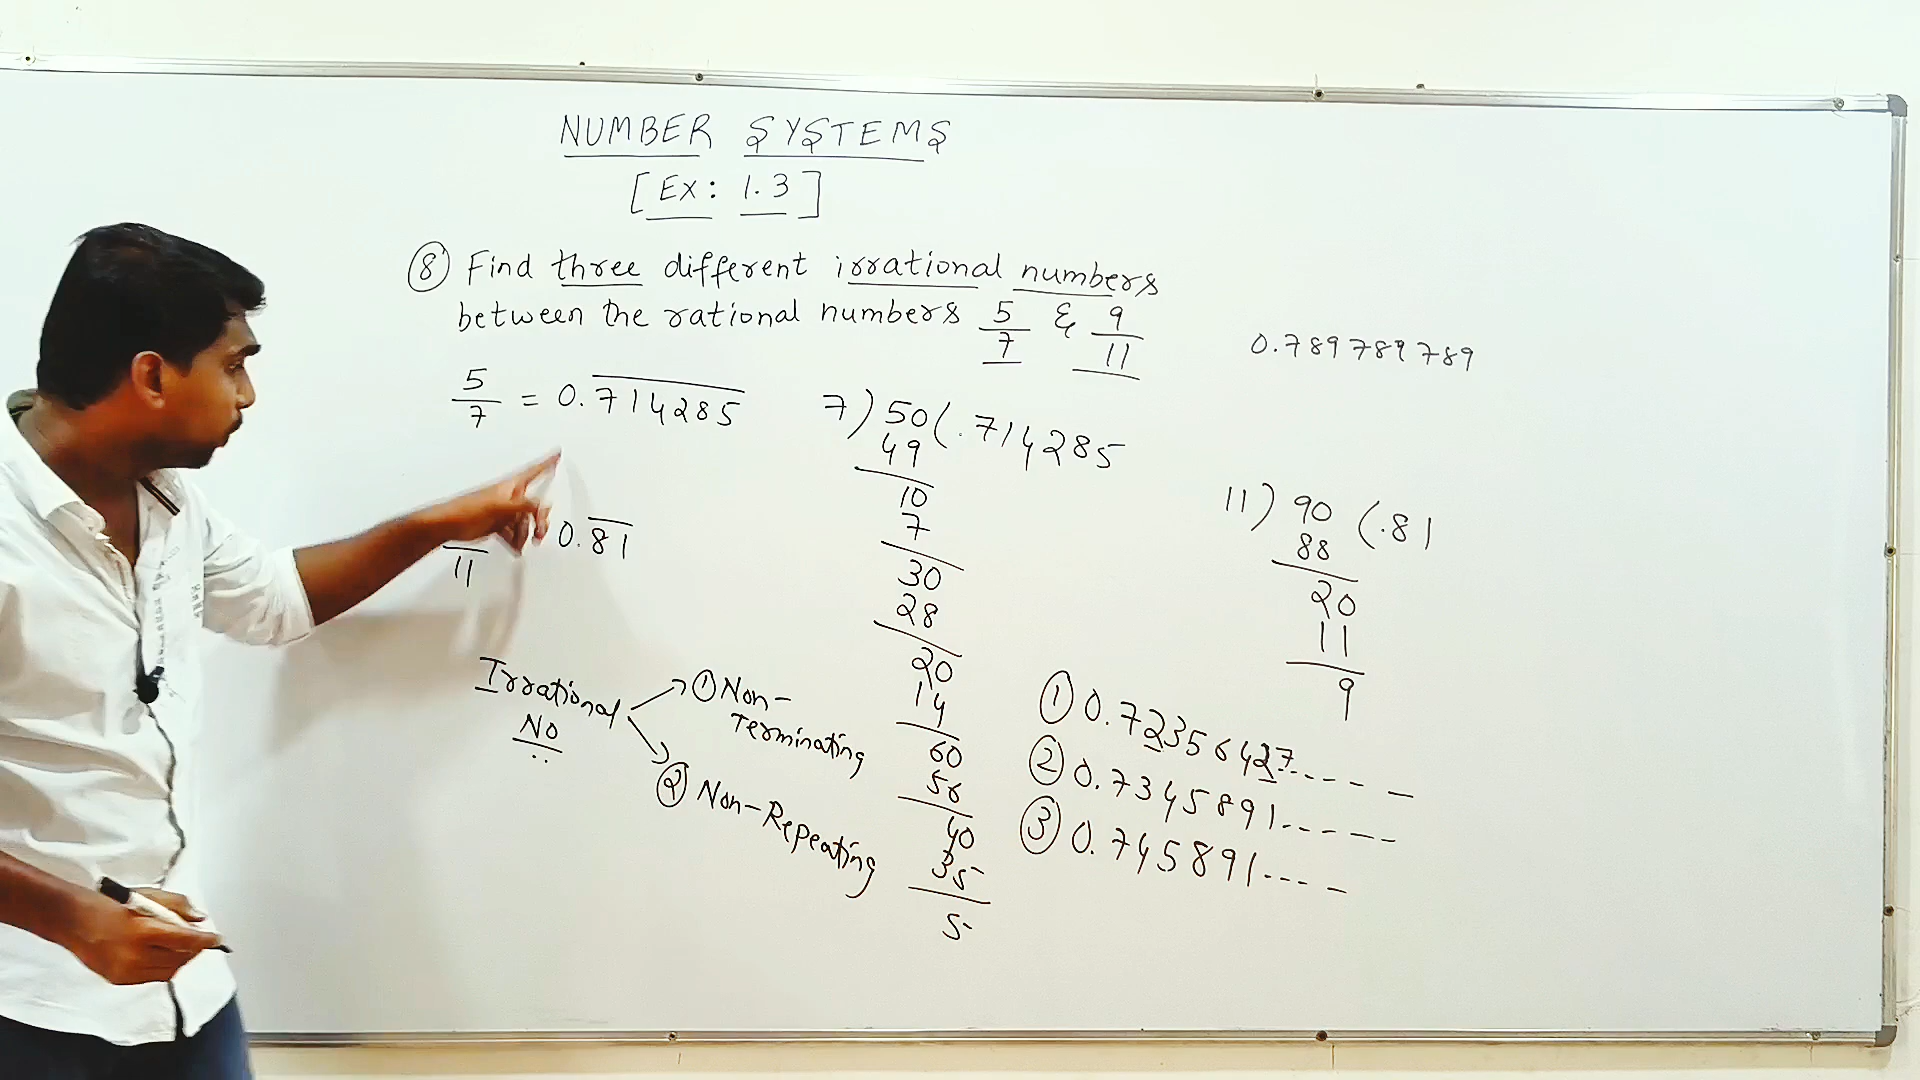 NUMBER SYSTEMS
[Ex: 1.3]
⑧ Find three different irrational numbers
between the rational numbers 5/7 & 9/11
0.789789789
5/7 = 0.714285
7)50(.714285
49
10
7
30
28
20
14
60
56
40
35
5
11
0.81
11)90(.81
88
20
11
9
Irrational
No
① Non-
Terminating
② Non-Repeating
① 0.72356427.----
② 0.7345891.-----
③ 0.745891.----